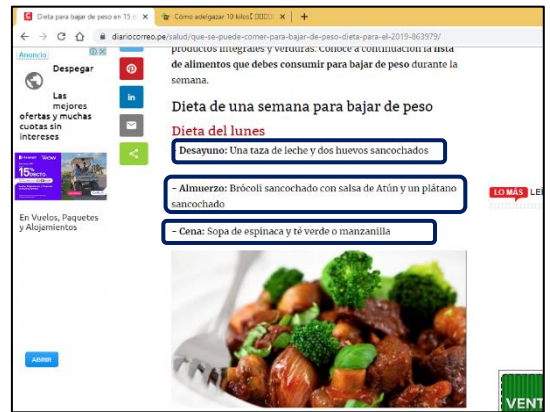 Dieta para bajar de peso en 15 d
Cómo adelgazar 10 kilos
diariocorreo.pe/salud/que-se-puede-comer-para-bajar-de-peso-dieta-para-el-2019-863979/
Anuncio
Despegar
Las
mejores
ofertas y muchas
cuotas sin
intereses
15%
DSCTO
En Vuelos, Paquetes
y Alojamientos
ABRIR
productos integrales y verduras. Conoce a continuación la lista
de alimentos que debes consumir para bajar de peso durante la
semana.
Dieta de una semana para bajar de peso
Dieta del lunes
- Desayuno: Una taza de leche y dos huevos sancochados
- Almuerzo: Brócoli sancochado con salsa de Atún y un plátano
sancochado
- Cena: Sopa de espinaca y té verde o manzanilla
LO MÁS LEÍ
VENT